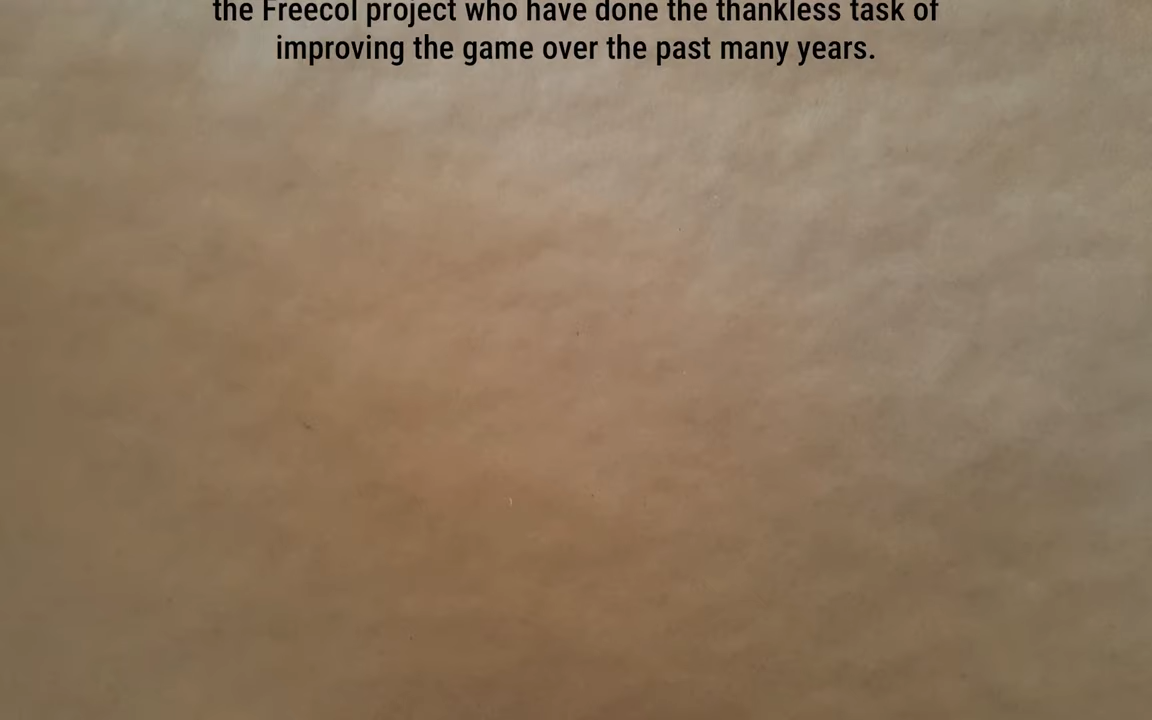 the Freecol project who have done the thankless task of
improving the game over the past many years.